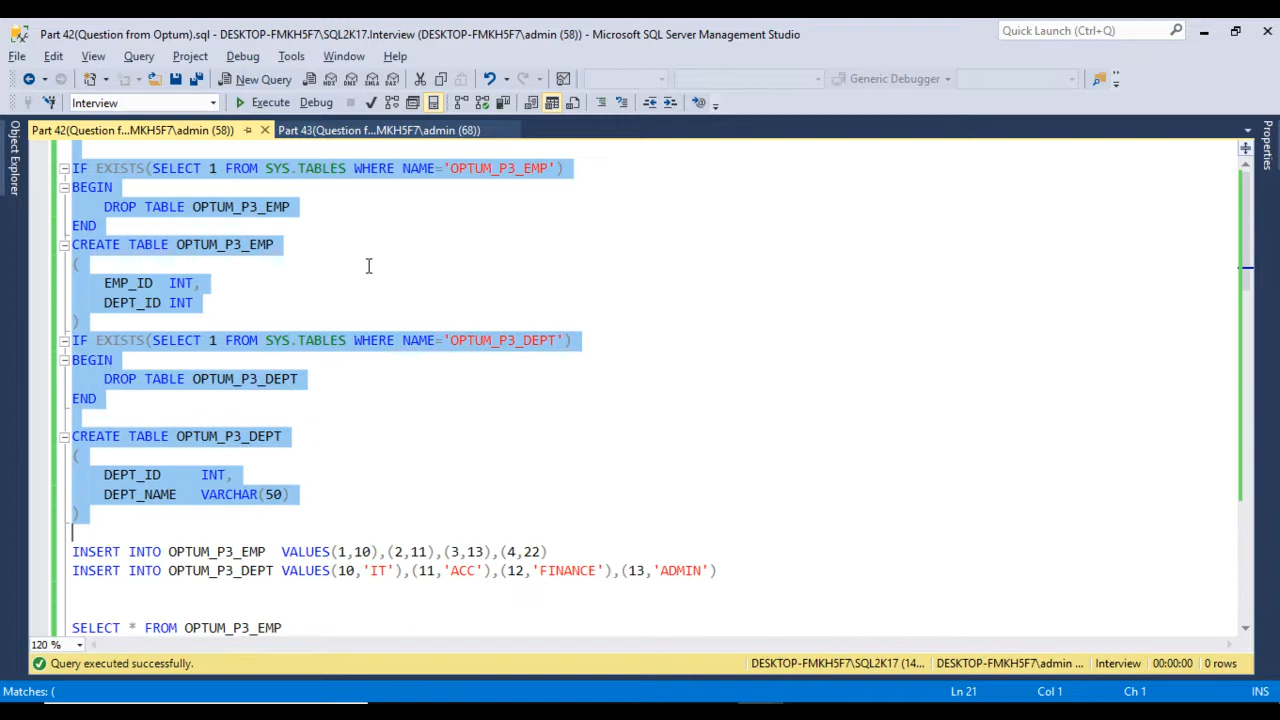 Part 42(Question from Optum).sql - DESKTOP-FMKH5F7\SQL2K17.Interview (DESKTOP-FMKH5F7\admin (58)) - Microsoft SQL Server Management Studio
Quick Launch (Ctrl+Q)
File Edit View Query Project Debug Tools Window Help
New Query
Generic Debugger
Interview
Execute Debug
Part 42(Question f...MKH5F7\admin (58))
Part 43(Question f...MKH5F7\admin (68))
Object Explorer
Properties
IF EXISTS(SELECT 1 FROM SYS.TABLES WHERE NAME='OPTUM_P3_EMP')
BEGIN
DROP TABLE OPTUM_P3_EMP
END
CREATE TABLE OPTUM_P3_EMP
(
EMP_ID INT,
DEPT_ID INT
)
IF EXISTS(SELECT 1 FROM SYS.TABLES WHERE NAME='OPTUM_P3_DEPT')
BEGIN
DROP TABLE OPTUM_P3_DEPT
END
CREATE TABLE OPTUM_P3_DEPT
(
DEPT_ID INT,
DEPT_NAME VARCHAR(50)
)
INSERT INTO OPTUM_P3_EMP VALUES(1,10),(2,11),(3,13),(4,22)
INSERT INTO OPTUM_P3_DEPT VALUES(10,'IT'),(11,'ACC'),(12,'FINANCE'),(13,'ADMIN')
SELECT * FROM OPTUM_P3_EMP
120 %
Query executed successfully.
DESKTOP-FMKH5F7\SQL2K17 (14...
DESKTOP-FMKH5F7\admin ...
Interview
00:00:00
0 rows
Matches: (
Ln 21
Col 1
Ch 1
INS